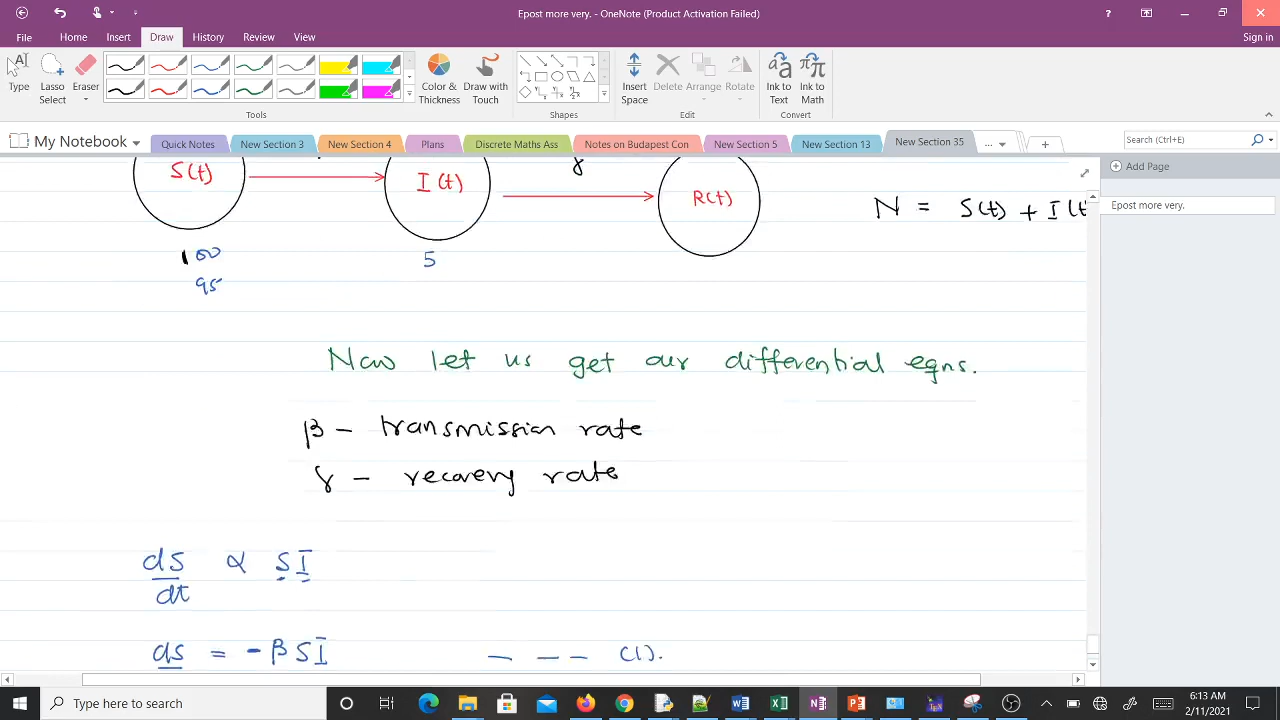 Epost more very. - OneNote (Product Activation Failed)
File Home Insert Draw History Review View
Sign in
Type
Lasso Select
Eraser
Color & Thickness
Draw with Touch
Insert Space
Delete
Arrange
Rotate
Ink to Text
Ink to Math
Tools
Shapes
Edit
Convert
My Notebook
Quick Notes
New Section 3
New Section 4
Plans
Discrete Maths Ass
Notes on Budapest Con
New Section 5
New Section 13
New Section 35
...
Search (Ctrl+E)
Add Page
Epost more very.
S(t) I(t) γ R(t) N = S(t) + I(t
100 5
95
Now let us get our differential eqns.
β - transmission rate
γ - recovery rate
dS/dt ∝ SI
dS = -βSI — — — (1).
Type here to search
6:13 AM
2/11/2021